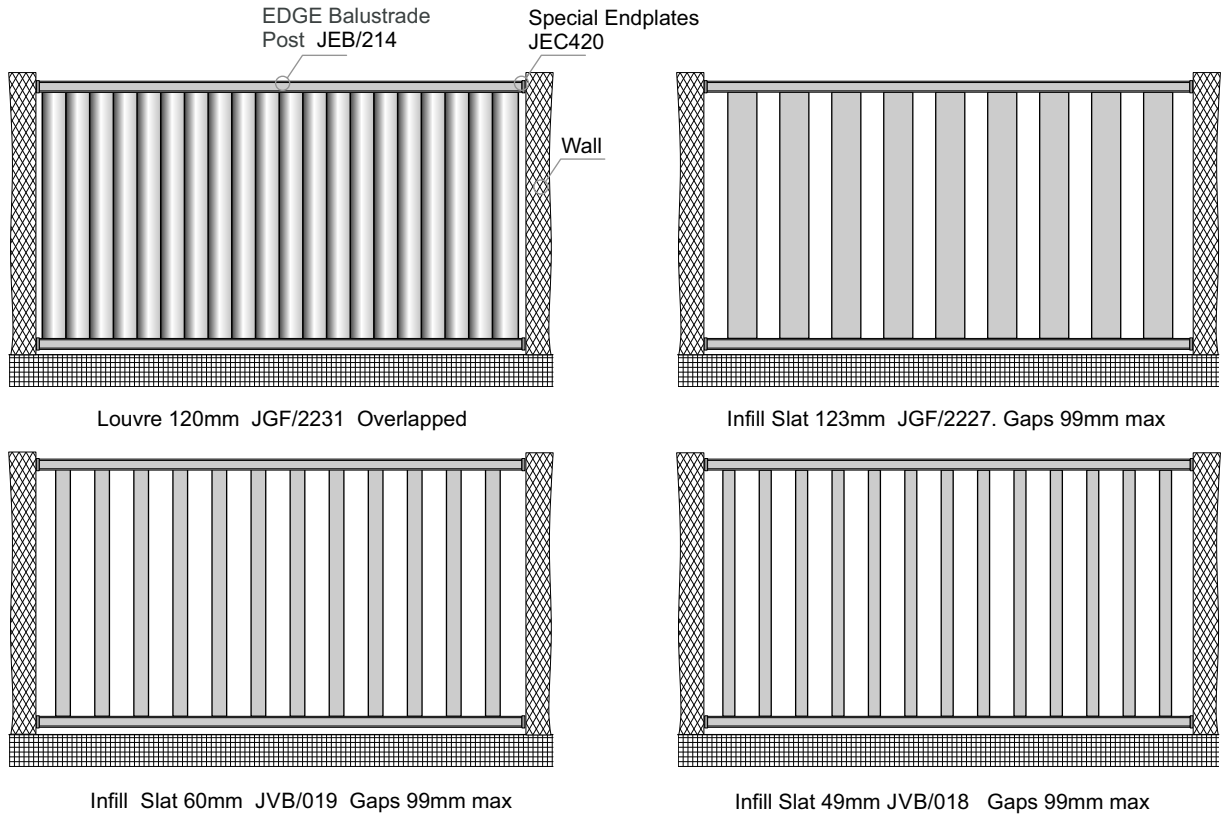 EDGE Balustrade
Post JEB/214
Special Endplates
JEC420
Wall
Louvre 120mm JGF/2231 Overlapped
Infill Slat 123mm JGF/2227. Gaps 99mm max
Infill Slat 60mm JVB/019 Gaps 99mm max
Infill Slat 49mm JVB/018 Gaps 99mm max